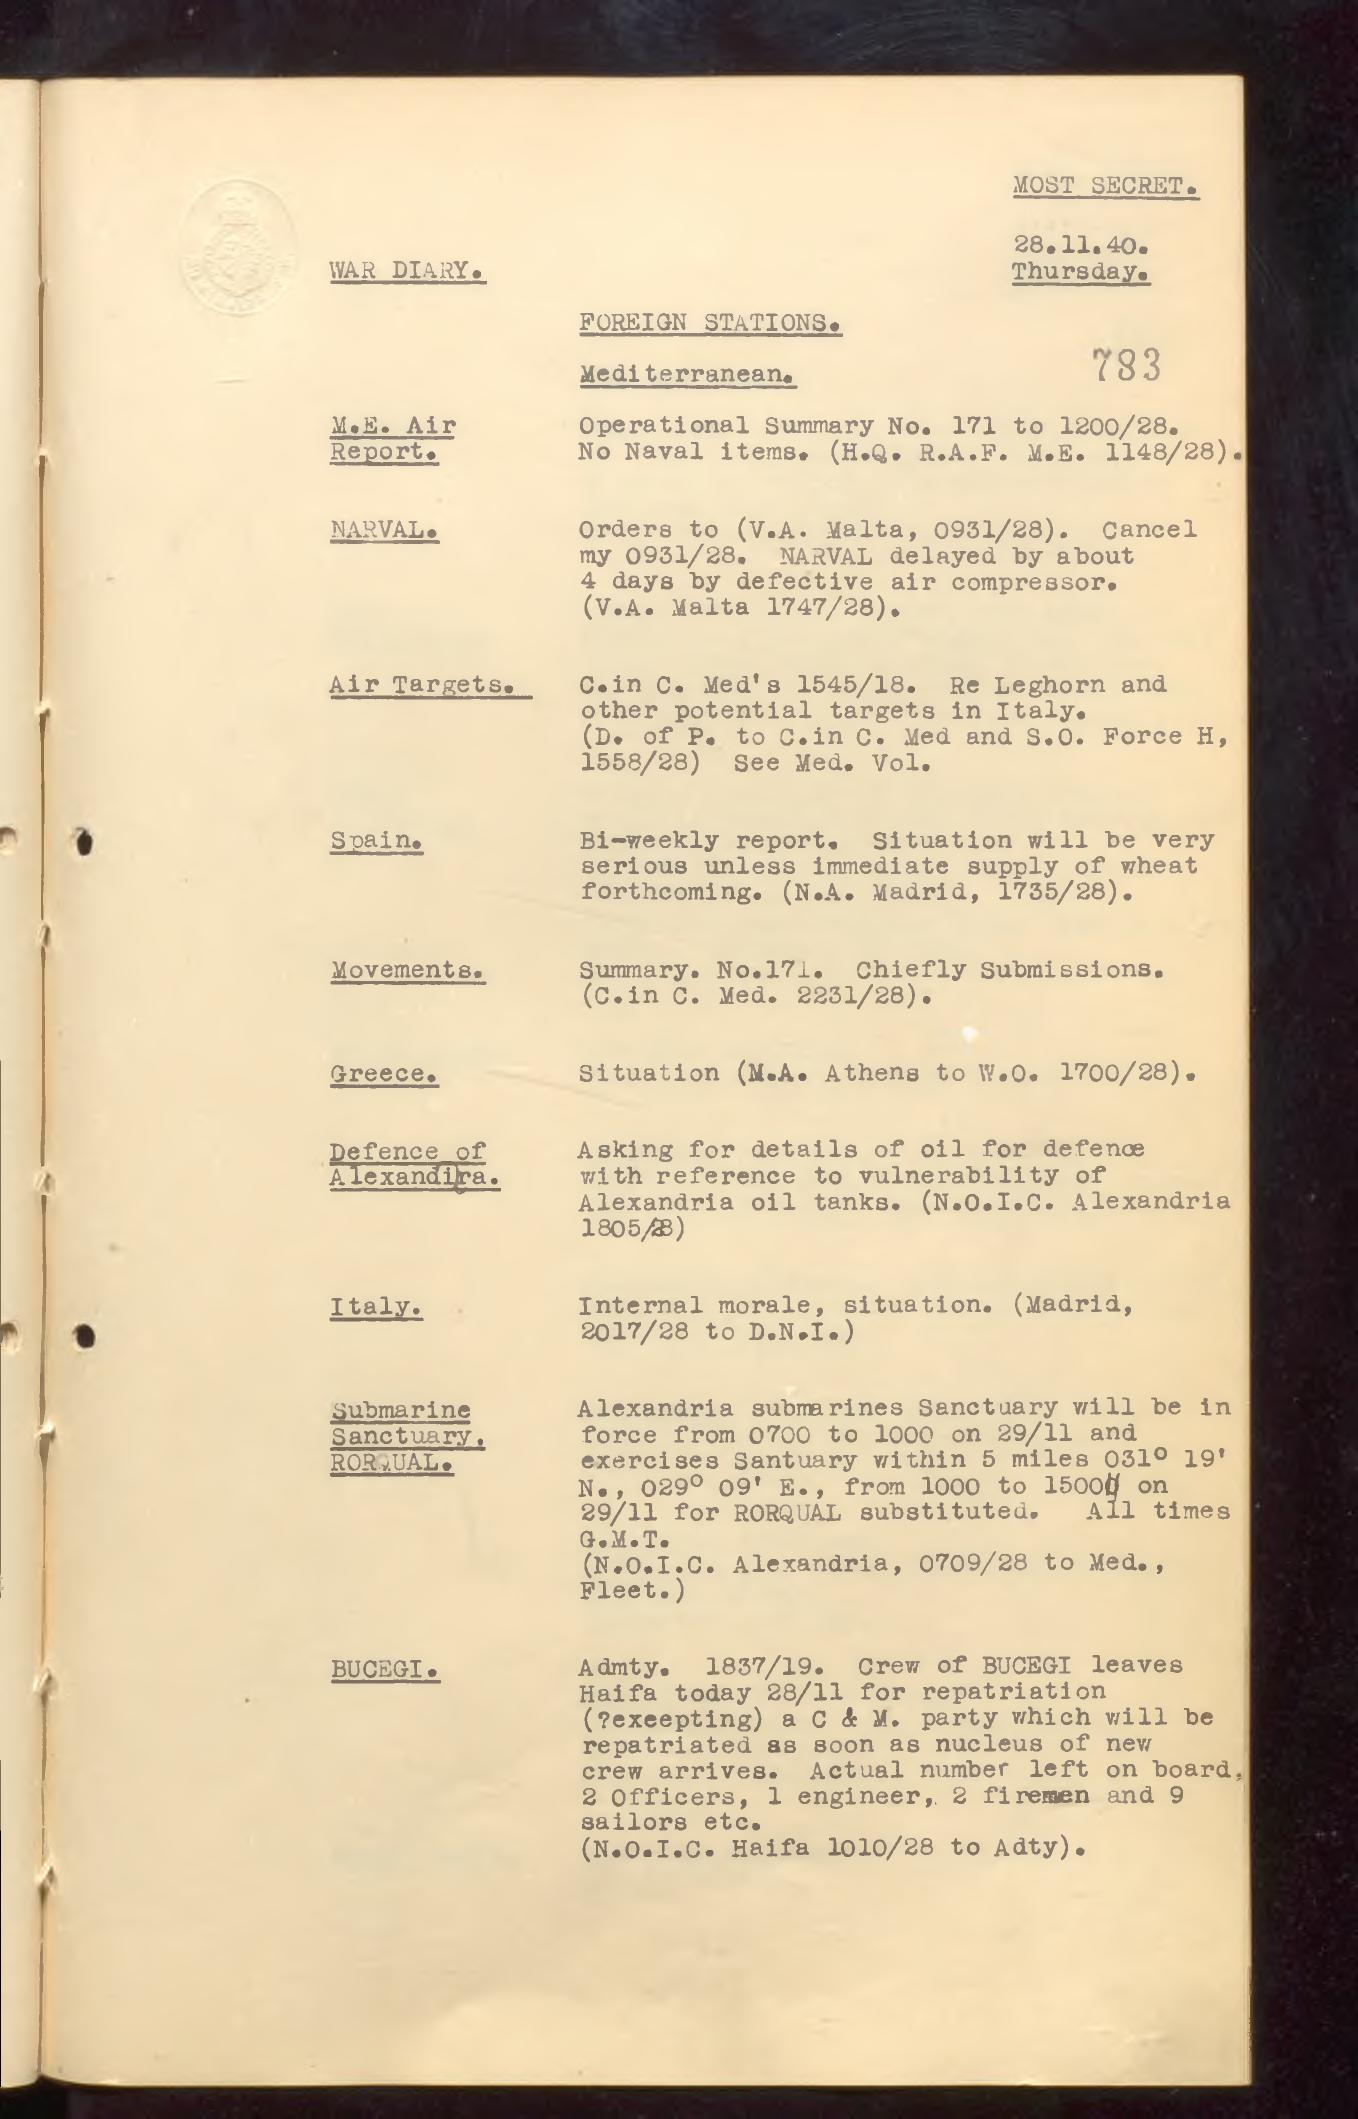 MOST SECRET.
28.11.40.
WAR DIARY.
Thursday.
FOREIGN STATIONS.
783
Mediterranean.
M.E. Air Report.
Operational Summary No. 171 to 1200/28.
No Naval items. (H.Q. R.A.F. M.E. 1148/28).
NARVAL.
Orders to (V.A. Malta, 0931/28). Cancel
my 0931/28. NARVAL delayed by about
4 days by defective air compressor.
(V.A. Malta 1747/28).
Air Targets.
C.in C. Med's 1545/18. Re Leghorn and
other potential targets in Italy.
(D. of P. to C.in C. Med and S.O. Force H,
1558/28) See Med. Vol.
Spain.
Bi-weekly report. Situation will be very
serious unless immediate supply of wheat
forthcoming. (N.A. Madrid, 1735/28).
Movements.
Summary. No.171. Chiefly Submissions.
(C.in C. Med. 2231/28).
Greece.
Situation (M.A. Athens to W.O. 1700/28).
Defence of
Alexandira.
Asking for details of oil for defence
with reference to vulnerability of
Alexandria oil tanks. (N.O.I.C. Alexandria
1805/28)
Italy.
Internal morale, situation. (Madrid,
2017/28 to D.N.I.)
Submarine
Sanctuary,
RORQUAL.
Alexandria submarines Sanctuary will be in
force from 0700 to 1000 on 29/11 and
exercises Santuary within 5 miles 031° 19'
N., 029° 09' E., from 1000 to 1500 on
29/11 for RORQUAL substituted. All times
G.M.T.
(N.O.I.C. Alexandria, 0709/28 to Med.,
Fleet.)
BUCEGI.
Admty. 1837/19. Crew of BUCEGI leaves
Haifa today 28/11 for repatriation
(?exeepting) a C & M. party which will be
repatriated as soon as nucleus of new
crew arrives. Actual number left on board,
2 Officers, 1 engineer, 2 firemen and 9
sailors etc.
(N.O.I.C. Haifa 1010/28 to Adty).